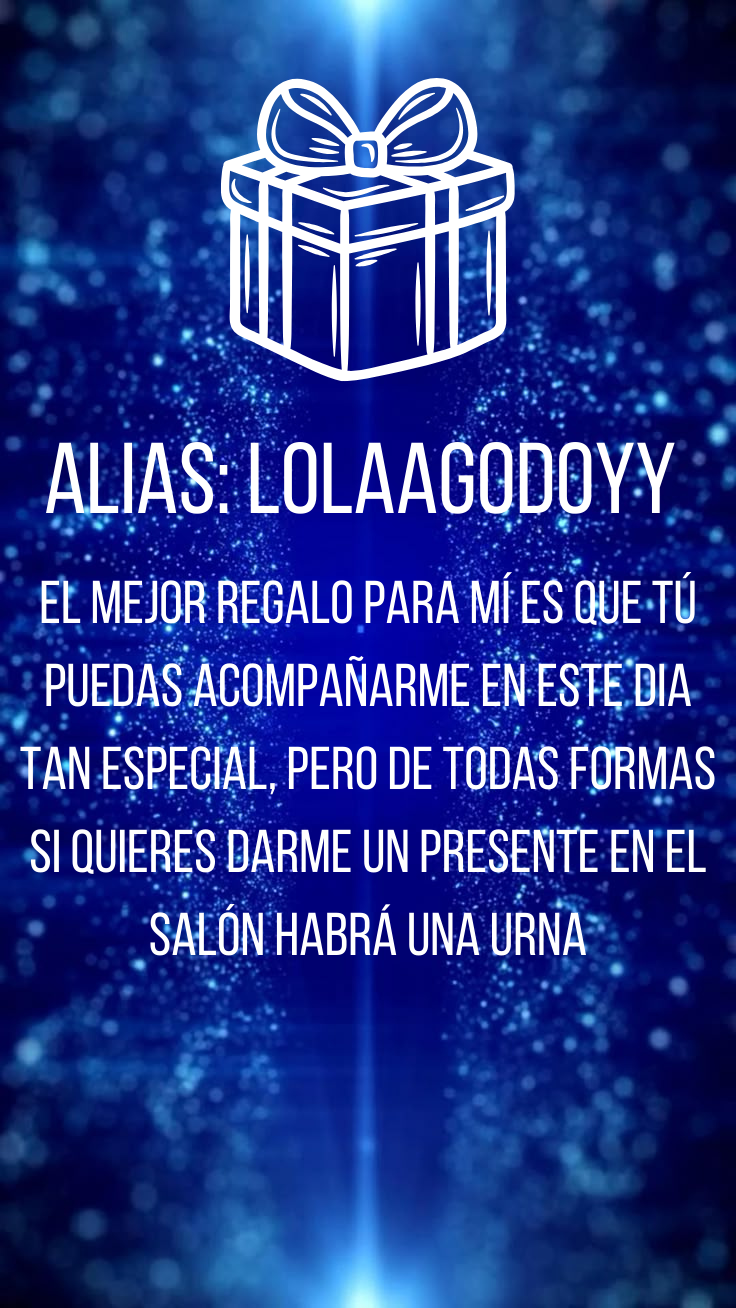 ALIAS: LOLAAGODOYY
EL MEJOR REGALO PARA MÍ ES QUE TÚ
PUEDAS ACOMPAÑARME EN ESTE DIA
TAN ESPECIAL, PERO DE TODAS FORMAS
SI QUIERES DARME UN PRESENTE EN EL
SALÓN HABRÁ UNA URNA